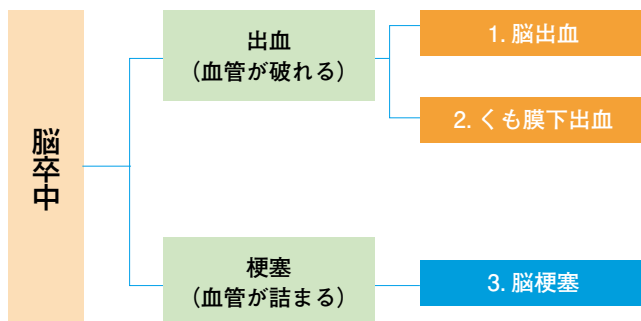 脳卒中
出血
（血管が破れる）
1. 脳出血
2. くも膜下出血
梗塞
（血管が詰まる）
3. 脳梗塞